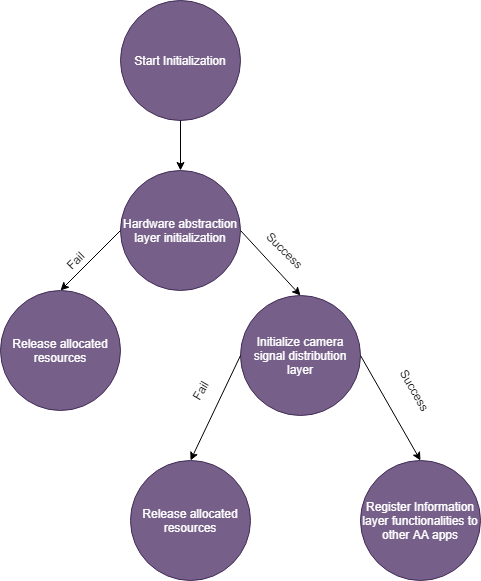 Start Initialization
Hardware abstraction
layer initialization
Fail
Success
Release allocated
resources
Initialize camera
signal distribution
layer
Fail
Success
Release allocated
resources
Register Information
layer functionalities to
other AA apps